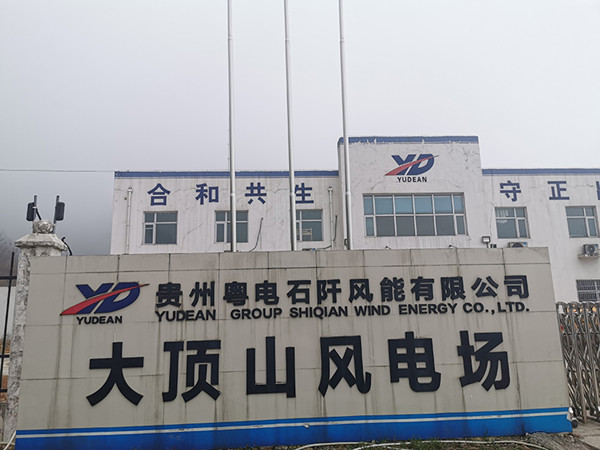 YD
YUDEAN
合和共生
守正
YD
YUDEAN
贵州粤电石阡风能有限公司
YUDEAN GROUP SHIQIAN WIND ENERGY CO.,LTD.
大顶山风电场